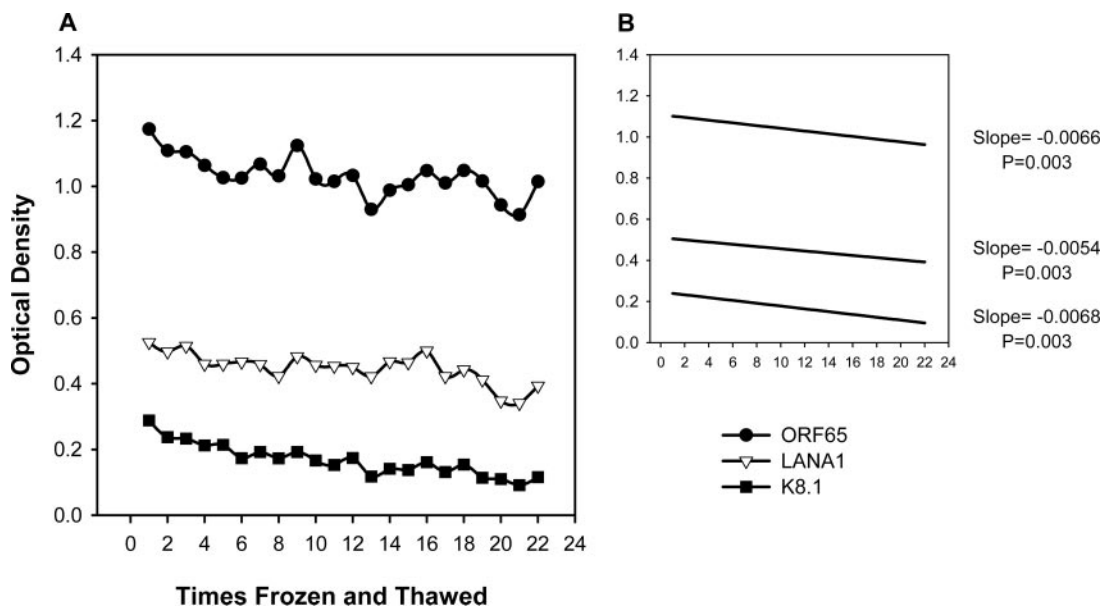 A
1.4
1.2
1.0
0.8
0.6
0.4
0.2
0.0
0 2 4 6 8 10 12 14 16 18 20 22 24
Optical Density
Times Frozen and Thawed
B
1.4
1.2
1.0
0.8
0.6
0.4
0.2
0.0
0 2 4 6 8 10 12 14 16 18 20 22 24
Slope= -0.0066
P=0.003
Slope= -0.0054
P=0.003
Slope= -0.0068
P=0.003
ORF65
LANA1
K8.1